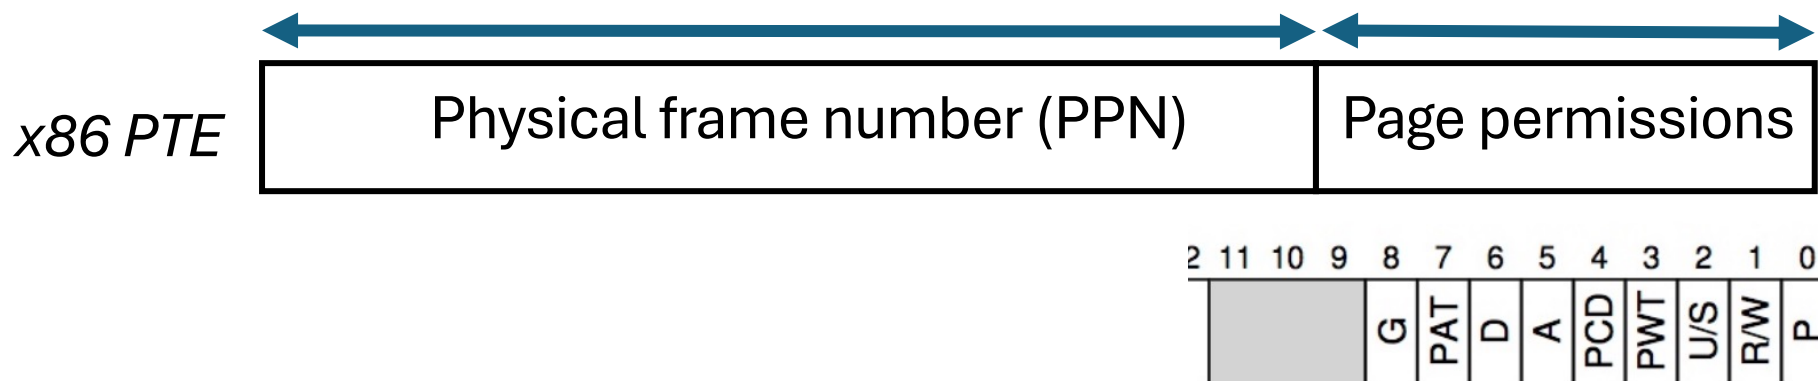 x86 PTE
Physical frame number (PPN)
Page permissions
2 11 10 9 8 7 6 5 4 3 2 1 0
G PAT D A PCD PWT U/S R/W P